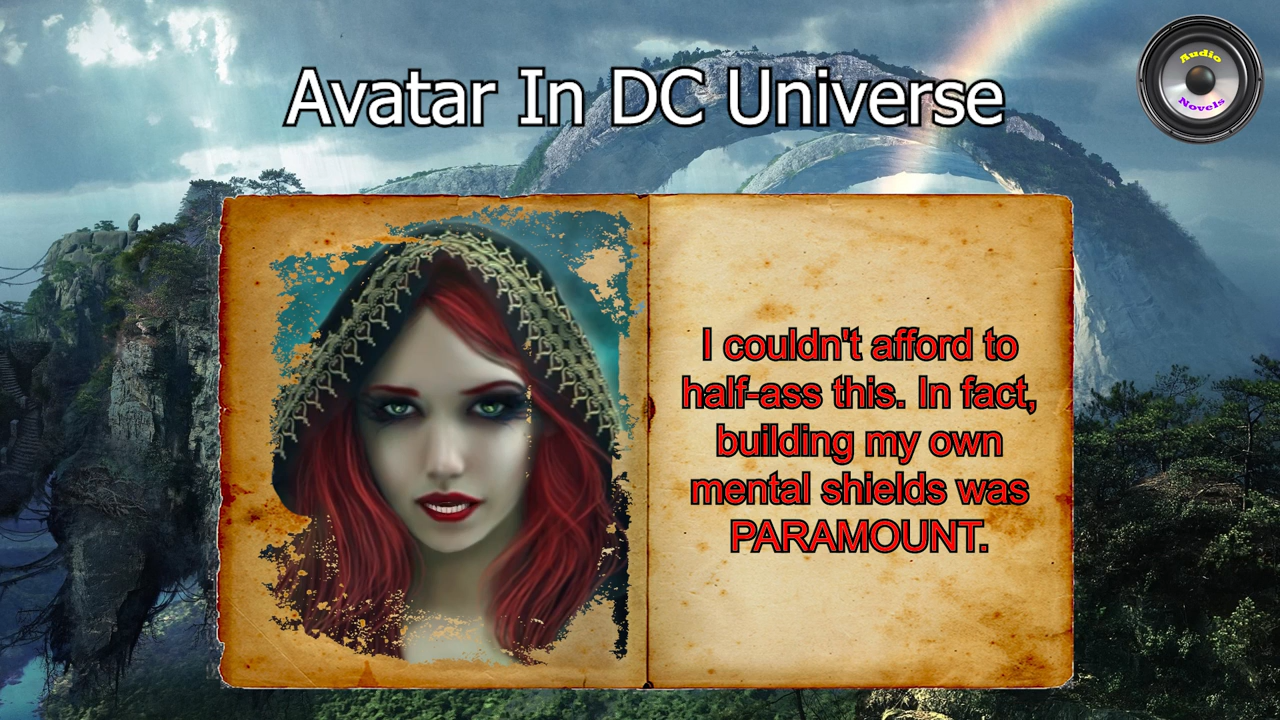 Avatar In DC Universe
Audio
Novels
I couldn't afford to
half-ass this. In fact,
building my own
mental shields was
PARAMOUNT.